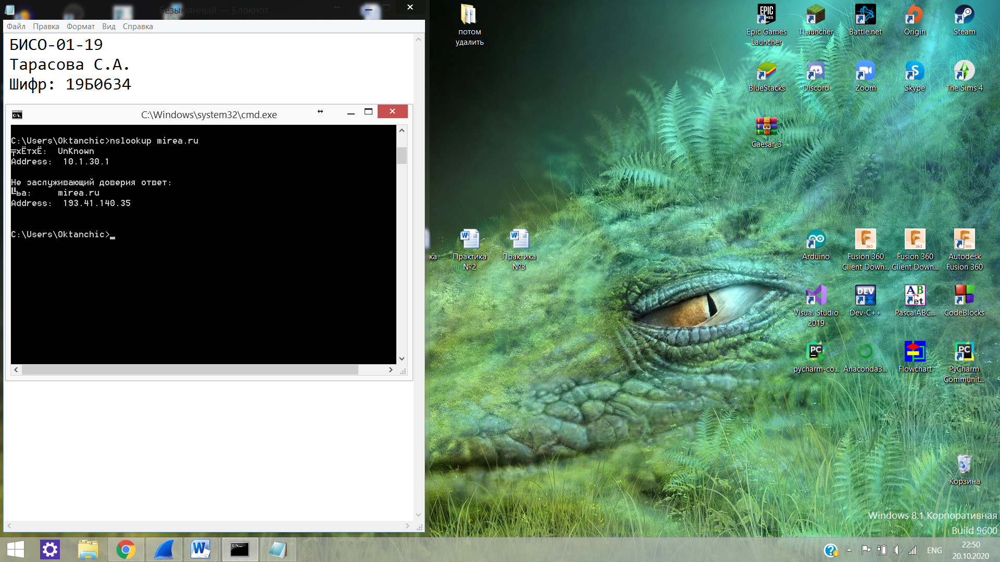 Безымянный — Блокнот
Файл Правка Формат Вид Справка
БИСО-01-19
Тарасова С.А.
Шифр: 19Б0634
C:\Windows\system32\cmd.exe
C:\Users\Oktanchic>nslookup mirea.ru
╤хЁтхЁ: UnKnown
Address: 10.1.30.1
Не заслуживающий доверия ответ:
╚ьа: mirea.ru
Address: 193.41.140.35
C:\Users\Oktanchic>
потом
удалить
Epic Games
Launcher
TLauncher
Battle.net
Origin
Steam
BlueStacks
Discord
Zoom
Skype
The Sims 4
Caesar_3
ка
Практика
№2
Практика
№3
Arduino
Fusion 360
Client Down...
Fusion 360
Client Down...
Autodesk
Fusion 360
Visual Studio
2019
Dev-C++
PascalABC...
CodeBlocks
pycharm-co...
Anaconda3...
Flowchart
PyCharm
Communit...
Корзина
Windows 8.1 Корпоративная
Build 9600
ENG
22:50
20.10.2020